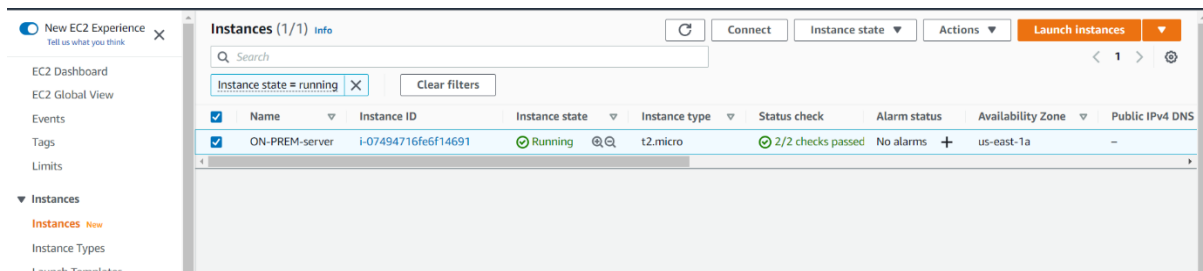 New EC2 Experience
Tell us what you think
EC2 Dashboard
EC2 Global View
Events
Tags
Limits
Instances
Instances New
Instance Types
Launch Templates
Instances (1/1) Info
Connect
Instance state
Actions
Launch instances
Search
1
Instance state = running
Clear filters
Name Instance ID Instance state Instance type Status check Alarm status Availability Zone Public IPv4 DNS
ON-PREM-server i-07494716fe6f14691 Running t2.micro 2/2 checks passed No alarms + us-east-1a –